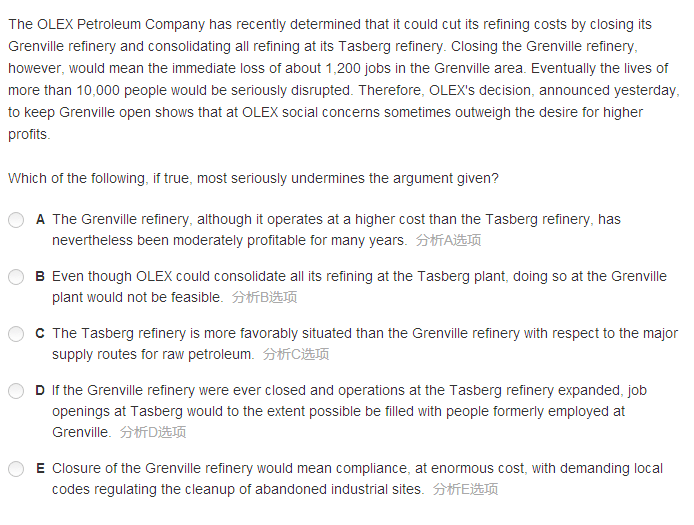 The OLEX Petroleum Company has recently determined that it could cut its refining costs by closing its
Grenville refinery and consolidating all refining at its Tasberg refinery. Closing the Grenville refinery,
however, would mean the immediate loss of about 1,200 jobs in the Grenville area. Eventually the lives of
more than 10,000 people would be seriously disrupted. Therefore, OLEX's decision, announced yesterday,
to keep Grenville open shows that at OLEX social concerns sometimes outweigh the desire for higher
profits.
Which of the following, if true, most seriously undermines the argument given?
A The Grenville refinery, although it operates at a higher cost than the Tasberg refinery, has
nevertheless been moderately profitable for many years. 分析A选项
B Even though OLEX could consolidate all its refining at the Tasberg plant, doing so at the Grenville
plant would not be feasible. 分析B选项
C The Tasberg refinery is more favorably situated than the Grenville refinery with respect to the major
supply routes for raw petroleum. 分析C选项
D If the Grenville refinery were ever closed and operations at the Tasberg refinery expanded, job
openings at Tasberg would to the extent possible be filled with people formerly employed at
Grenville. 分析D选项
E Closure of the Grenville refinery would mean compliance, at enormous cost, with demanding local
codes regulating the cleanup of abandoned industrial sites. 分析E选项